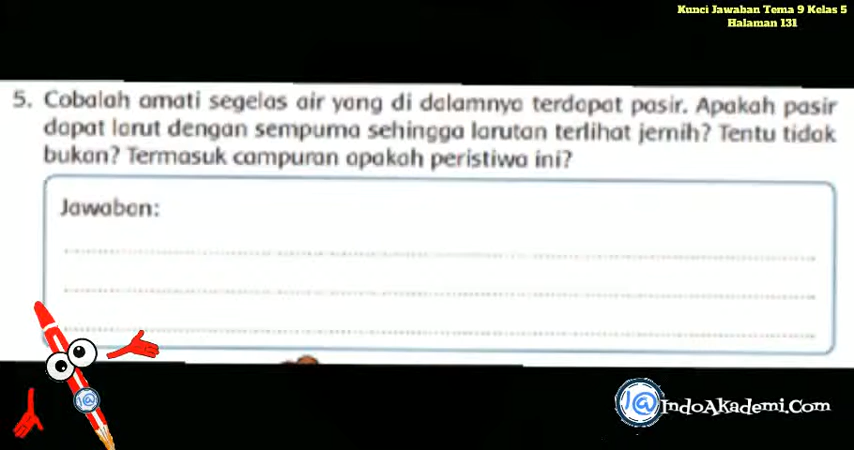 Kunci Jawaban Tema 9 Kelas 5
Halaman 131
5. Cobalah amati segelas air yang di dalamnya terdapat pasir. Apakah pasir
dapat larut dengan sempurna sehingga larutan terlihat jernih? Tentu tidak
bukan? Termasuk campuran apakah peristiwa ini?
Jawaban:
IndoAkademi.Com